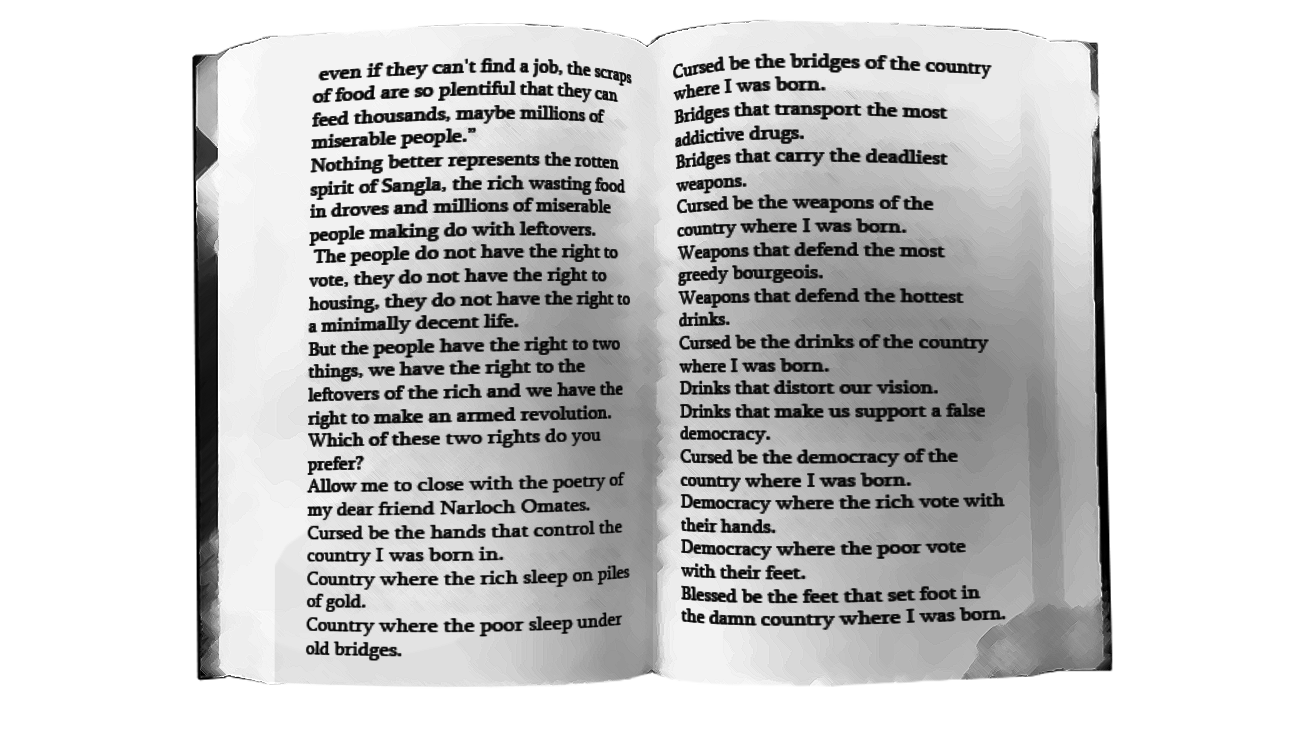 even if they can't find a job, the scraps
of food are so plentiful that they can
feed thousands, maybe millions of
miserable people.”
Nothing better represents the rotten
spirit of Sangla, the rich wasting food
in droves and millions of miserable
people making do with leftovers.
The people do not have the right to
vote, they do not have the right to
housing, they do not have the right to
a minimally decent life.
But the people have the right to two
things, we have the right to the
leftovers of the rich and we have the
right to make an armed revolution.
Which of these two rights do you
prefer?
Allow me to close with the poetry of
my dear friend Narloch Omates.
Cursed be the hands that control the
country I was born in.
Country where the rich sleep on piles
of gold.
Country where the poor sleep under
old bridges.
Cursed be the bridges of the country
where I was born.
Bridges that transport the most
addictive drugs.
Bridges that carry the deadliest
weapons.
Cursed be the weapons of the
country where I was born.
Weapons that defend the most
greedy bourgeois.
Weapons that defend the hottest
drinks.
Cursed be the drinks of the country
where I was born.
Drinks that distort our vision.
Drinks that make us support a false
democracy.
Cursed be the democracy of the
country where I was born.
Democracy where the rich vote with
their hands.
Democracy where the poor vote
with their feet.
Blessed be the feet that set foot in
the damn country where I was born.